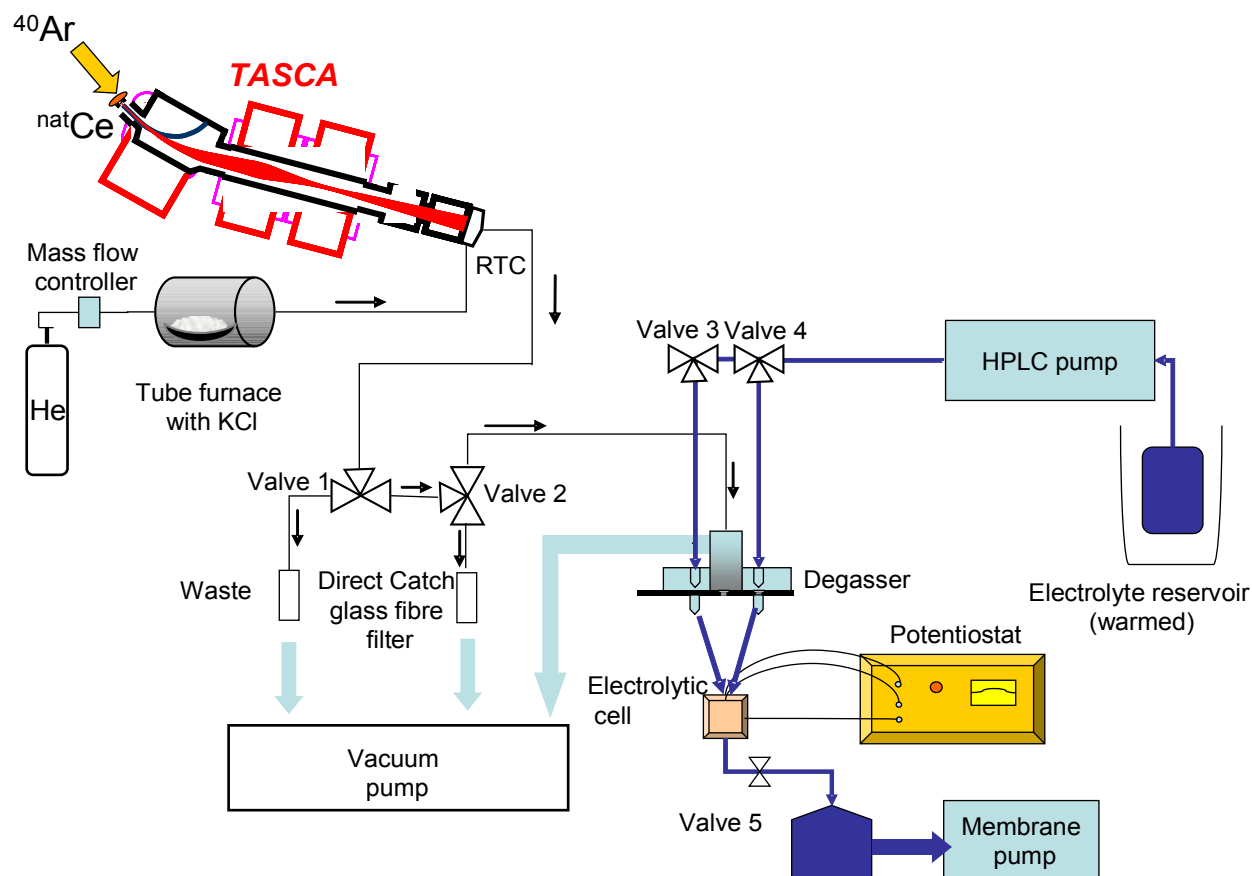 ⁴⁰Ar
TASCA
ⁿᵃᵗCe
Mass flow
controller
RTC
He
Tube furnace
with KCl
Valve 3
Valve 4
HPLC pump
Valve 1
Valve 2
Waste
Direct Catch
glass fibre
filter
Degasser
Electrolyte reservoir
(warmed)
Potentiostat
Electrolytic
cell
Vacuum
pump
Valve 5
Membrane
pump